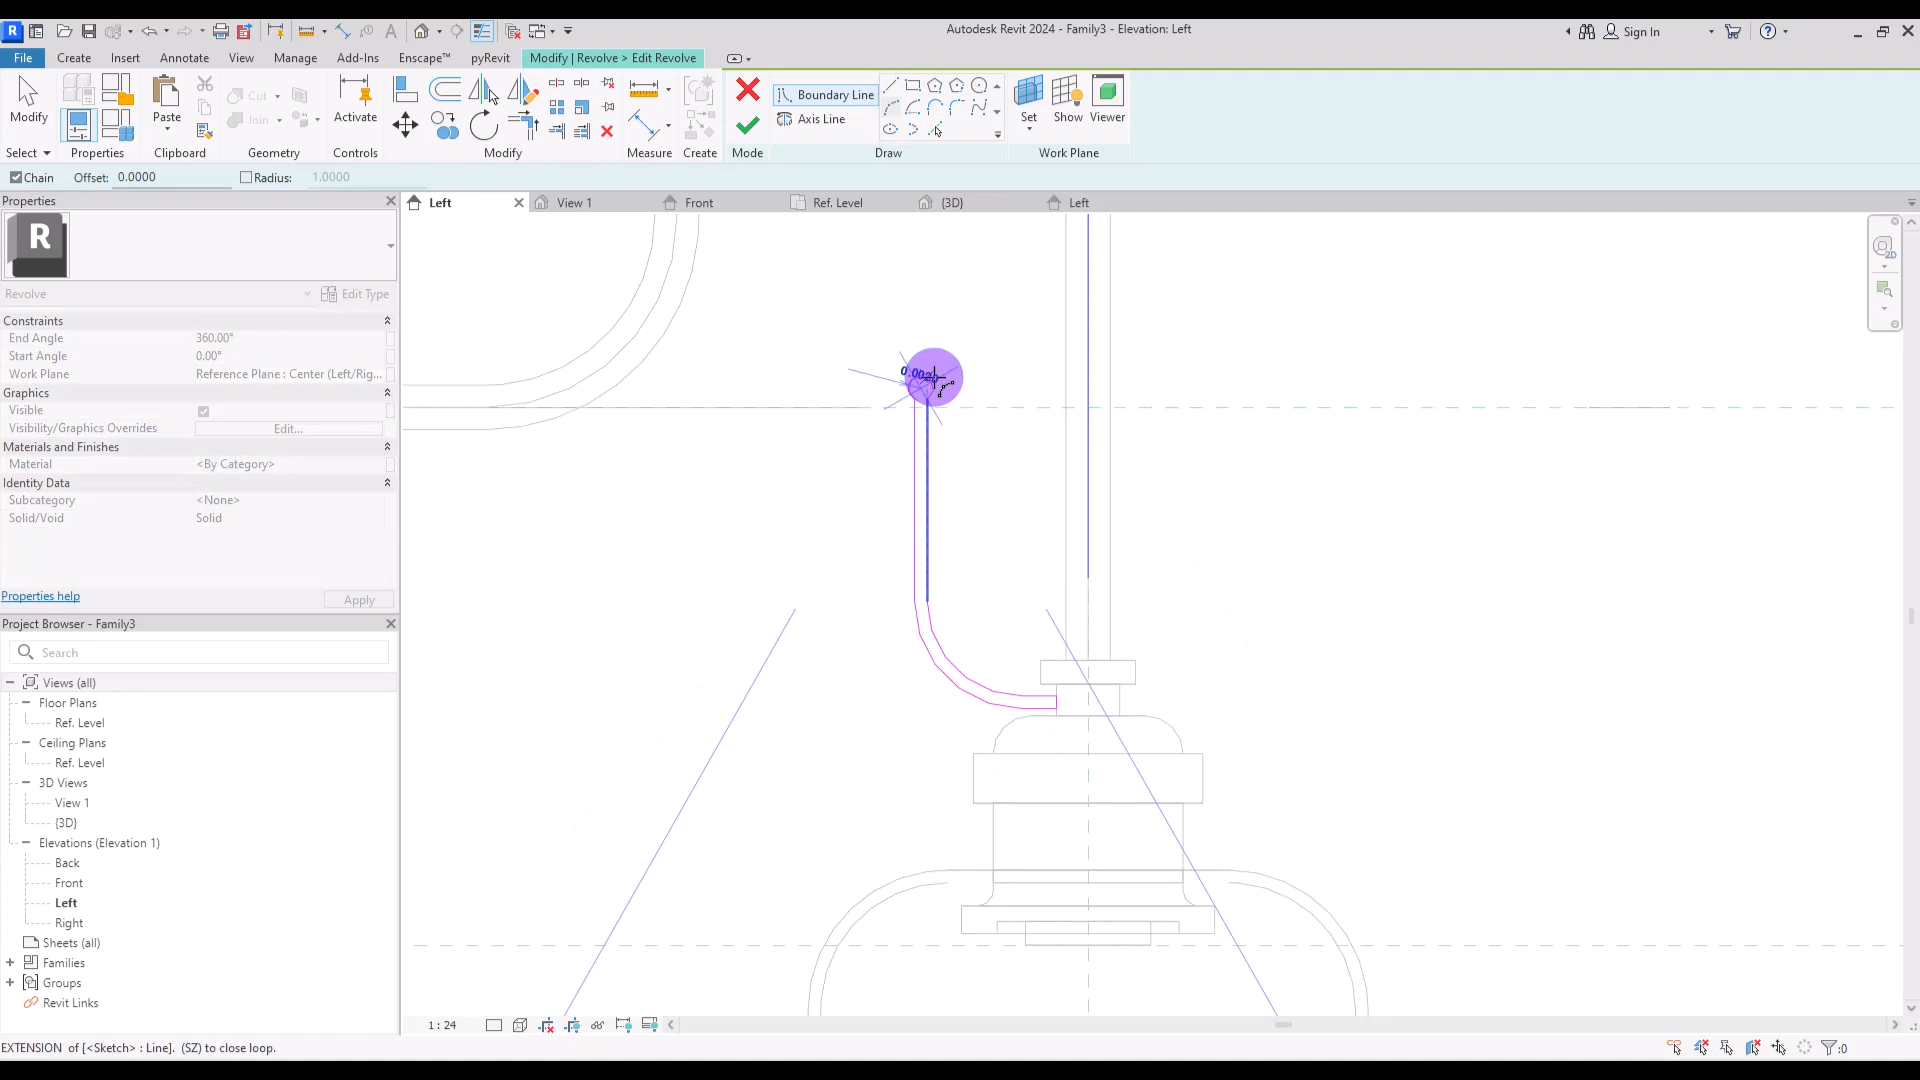 Autodesk Revit 2024 - Family3 - Elevation: Left
Sign In
File
Create
Insert
Annotate
View
Manage
Add-Ins
Enscape™
pyRevit
Modify | Revolve > Edit Revolve
Modify
Paste
Cut
Join
Activate
Boundary Line
Axis Line
Set
Show
Viewer
Select
Properties
Clipboard
Geometry
Controls
Modify
Measure
Create
Mode
Draw
Work Plane
Chain
Offset: 0.0000
Radius: 1.0000
Properties
Left
View 1
Front
Ref. Level
{3D}
Left
R
Revolve
Edit Type
Constraints
End Angle 360.00°
Start Angle 0.00°
Work Plane Reference Plane : Center (Left/Rig...
Graphics
Visible
Visibility/Graphics Overrides Edit...
Materials and Finishes
Material <By Category>
Identity Data
Subcategory <None>
Solid/Void Solid
Properties help
Apply
Project Browser - Family3
Search
Views (all)
Floor Plans
Ref. Level
Ceiling Plans
Ref. Level
3D Views
View 1
{3D}
Elevations (Elevation 1)
Back
Front
Left
Right
Sheets (all)
Families
Groups
Revit Links
1 : 24
EXTENSION of [<Sketch> : Line]. (SZ) to close loop.
:0